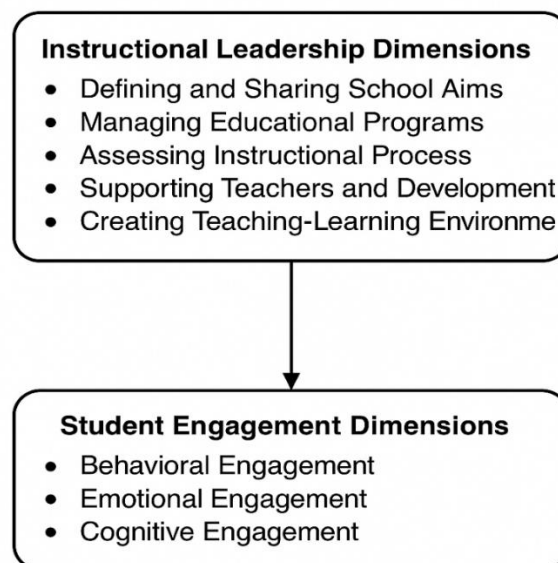 Instructional Leadership Dimensions
• Defining and Sharing School Aims
• Managing Educational Programs
• Assessing Instructional Process
• Supporting Teachers and Development
• Creating Teaching-Learning Environme
Student Engagement Dimensions
• Behavioral Engagement
• Emotional Engagement
• Cognitive Engagement